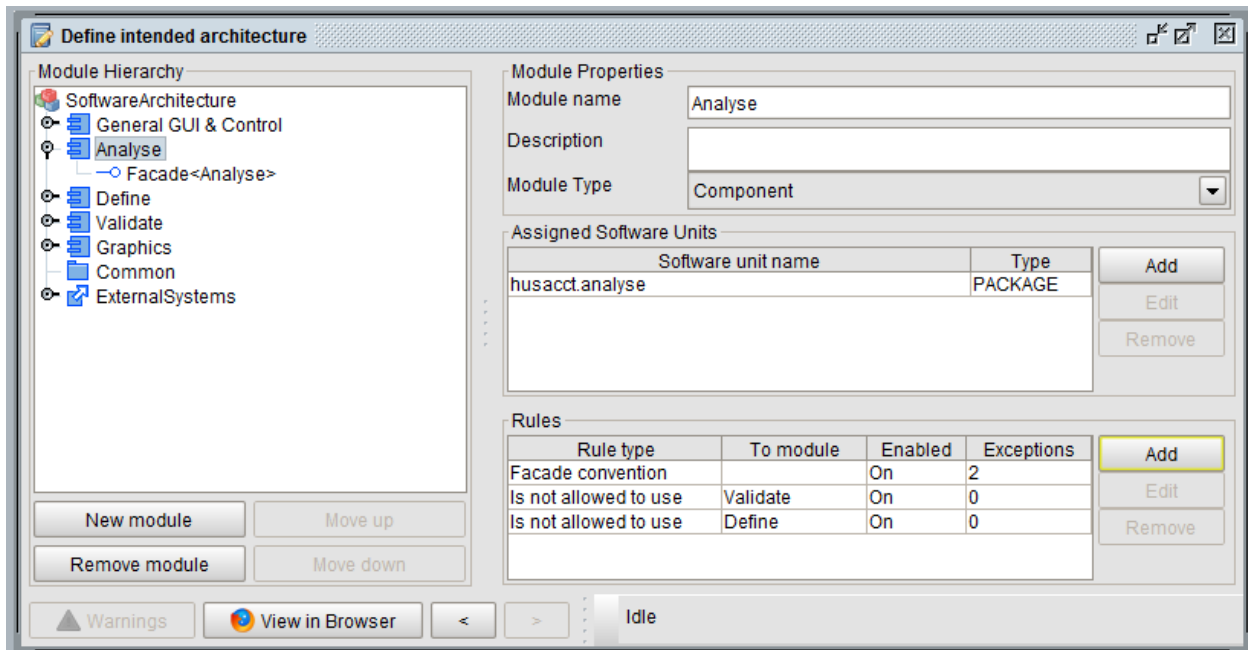 Define intended architecture
Module Hierarchy
SoftwareArchitecture
General GUI & Control
Analyse
Facade<Analyse>
Define
Validate
Graphics
Common
ExternalSystems
New module Move up
Remove module Move down
Module Properties
Module name Analyse
Description
Module Type Component
Assigned Software Units
Software unit name Type
husacct.analyse PACKAGE
Add
Edit
Remove
Rules
Rule type To module Enabled Exceptions
Facade convention On 2
Is not allowed to use Validate On 0
Is not allowed to use Define On 0
Add
Edit
Remove
Warnings View in Browser < > Idle